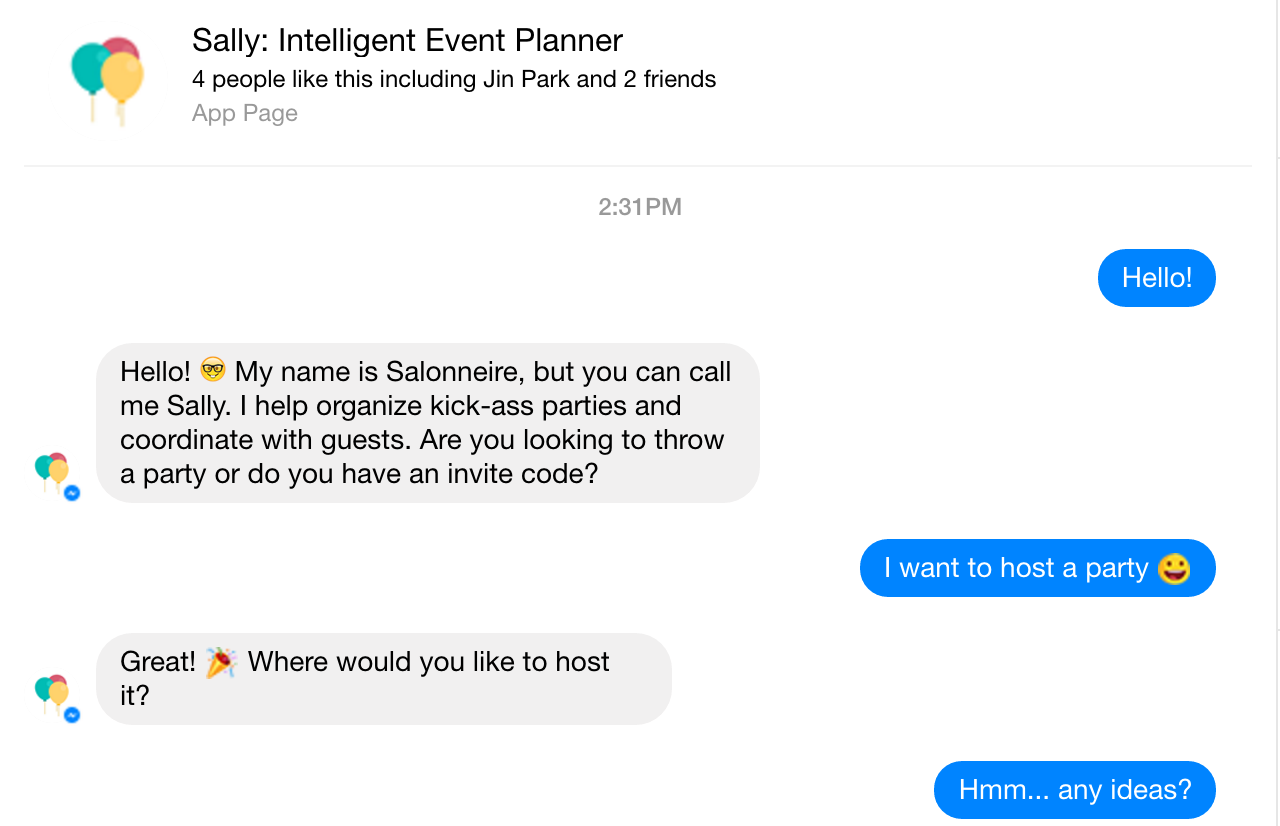 Sally: Intelligent Event Planner
4 people like this including Jin Park and 2 friends
App Page
2:31PM
Hello!
Hello! 🤓 My name is Salonneire, but you can call
me Sally. I help organize kick-ass parties and
coordinate with guests. Are you looking to throw
a party or do you have an invite code?
I want to host a party 😀
Great! 🎉 Where would you like to host
it?
Hmm... any ideas?